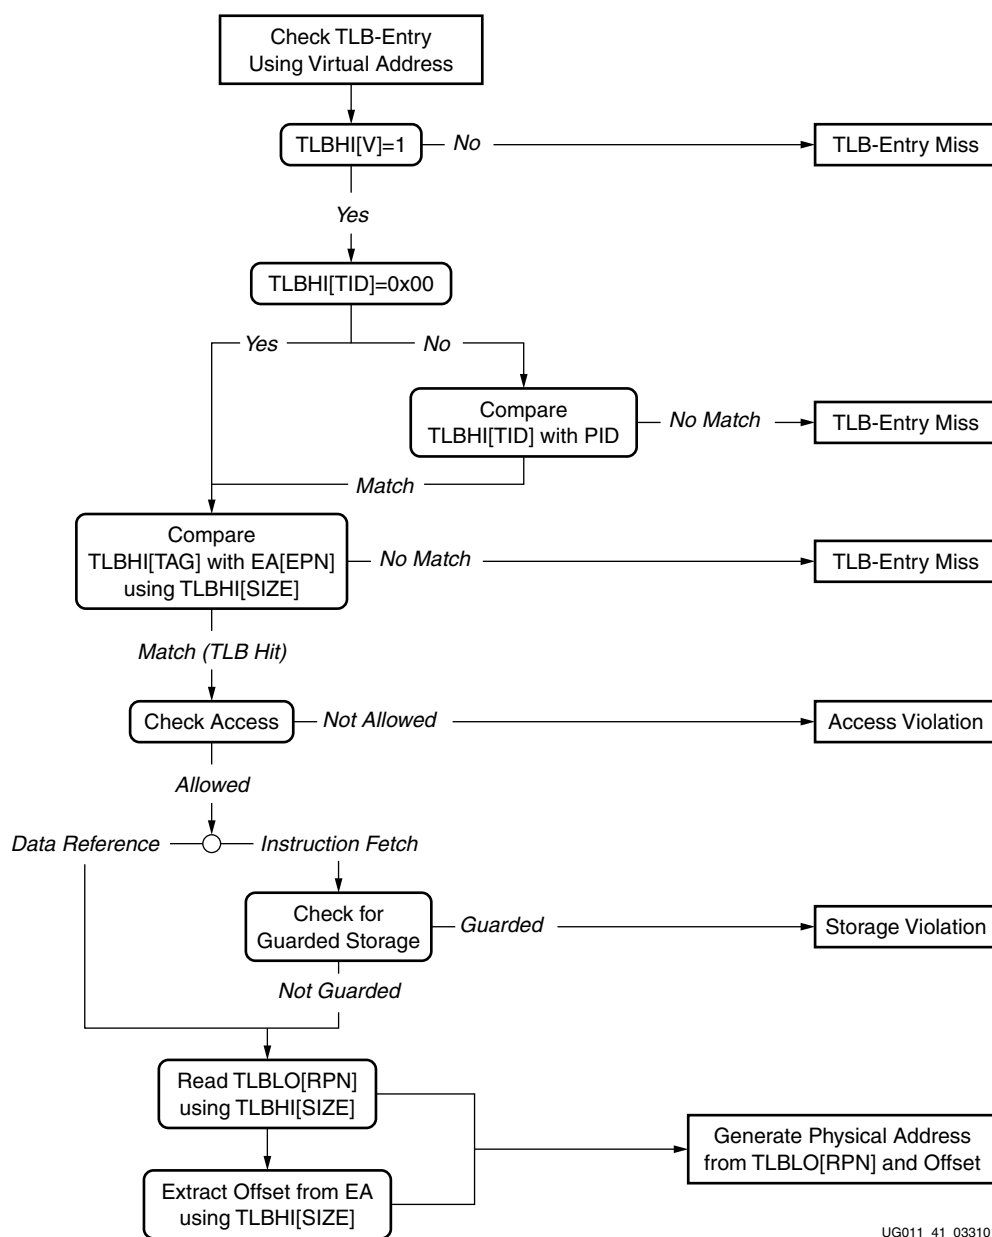 Check TLB-Entry
Using Virtual Address
TLBHI[V]=1
No
TLB-Entry Miss
Yes
TLBHI[TID]=0x00
Yes
No
Compare
TLBHI[TID] with PID
No Match
TLB-Entry Miss
Match
Compare
TLBHI[TAG] with EA[EPN]
using TLBHI[SIZE]
No Match
TLB-Entry Miss
Match (TLB Hit)
Check Access
Not Allowed
Access Violation
Allowed
Data Reference
Instruction Fetch
Check for
Guarded Storage
Guarded
Storage Violation
Not Guarded
Read TLBLO[RPN]
using TLBHI[SIZE]
Generate Physical Address
from TLBLO[RPN] and Offset
Extract Offset from EA
using TLBHI[SIZE]
UG011_41_033101